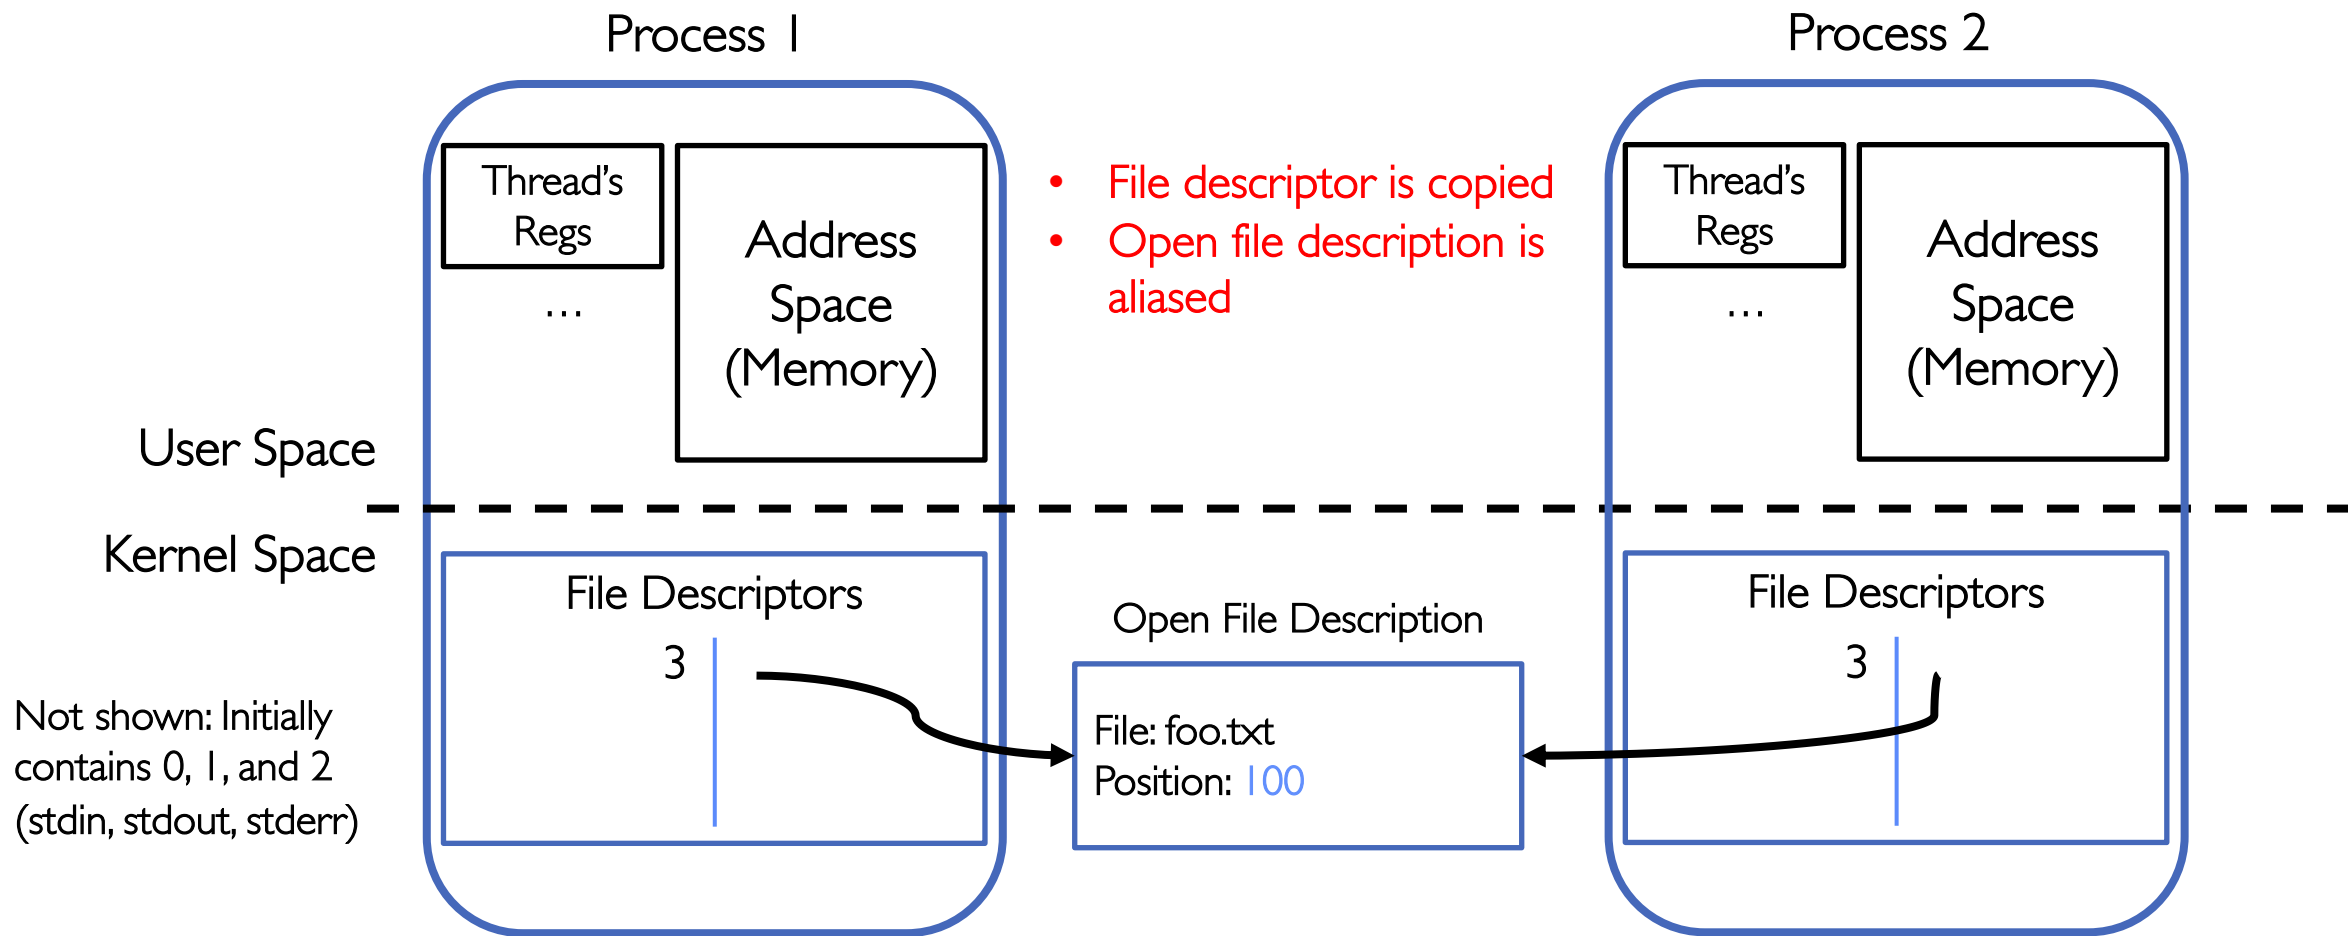 Process 1
Process 2
Thread's
Regs
...
Address
Space
(Memory)
• File descriptor is copied
• Open file description is
aliased
Thread's
Regs
...
Address
Space
(Memory)
User Space
Kernel Space
File Descriptors
3
Not shown: Initially
contains 0, 1, and 2
(stdin, stdout, stderr)
Open File Description
File: foo.txt
Position: 100
File Descriptors
3